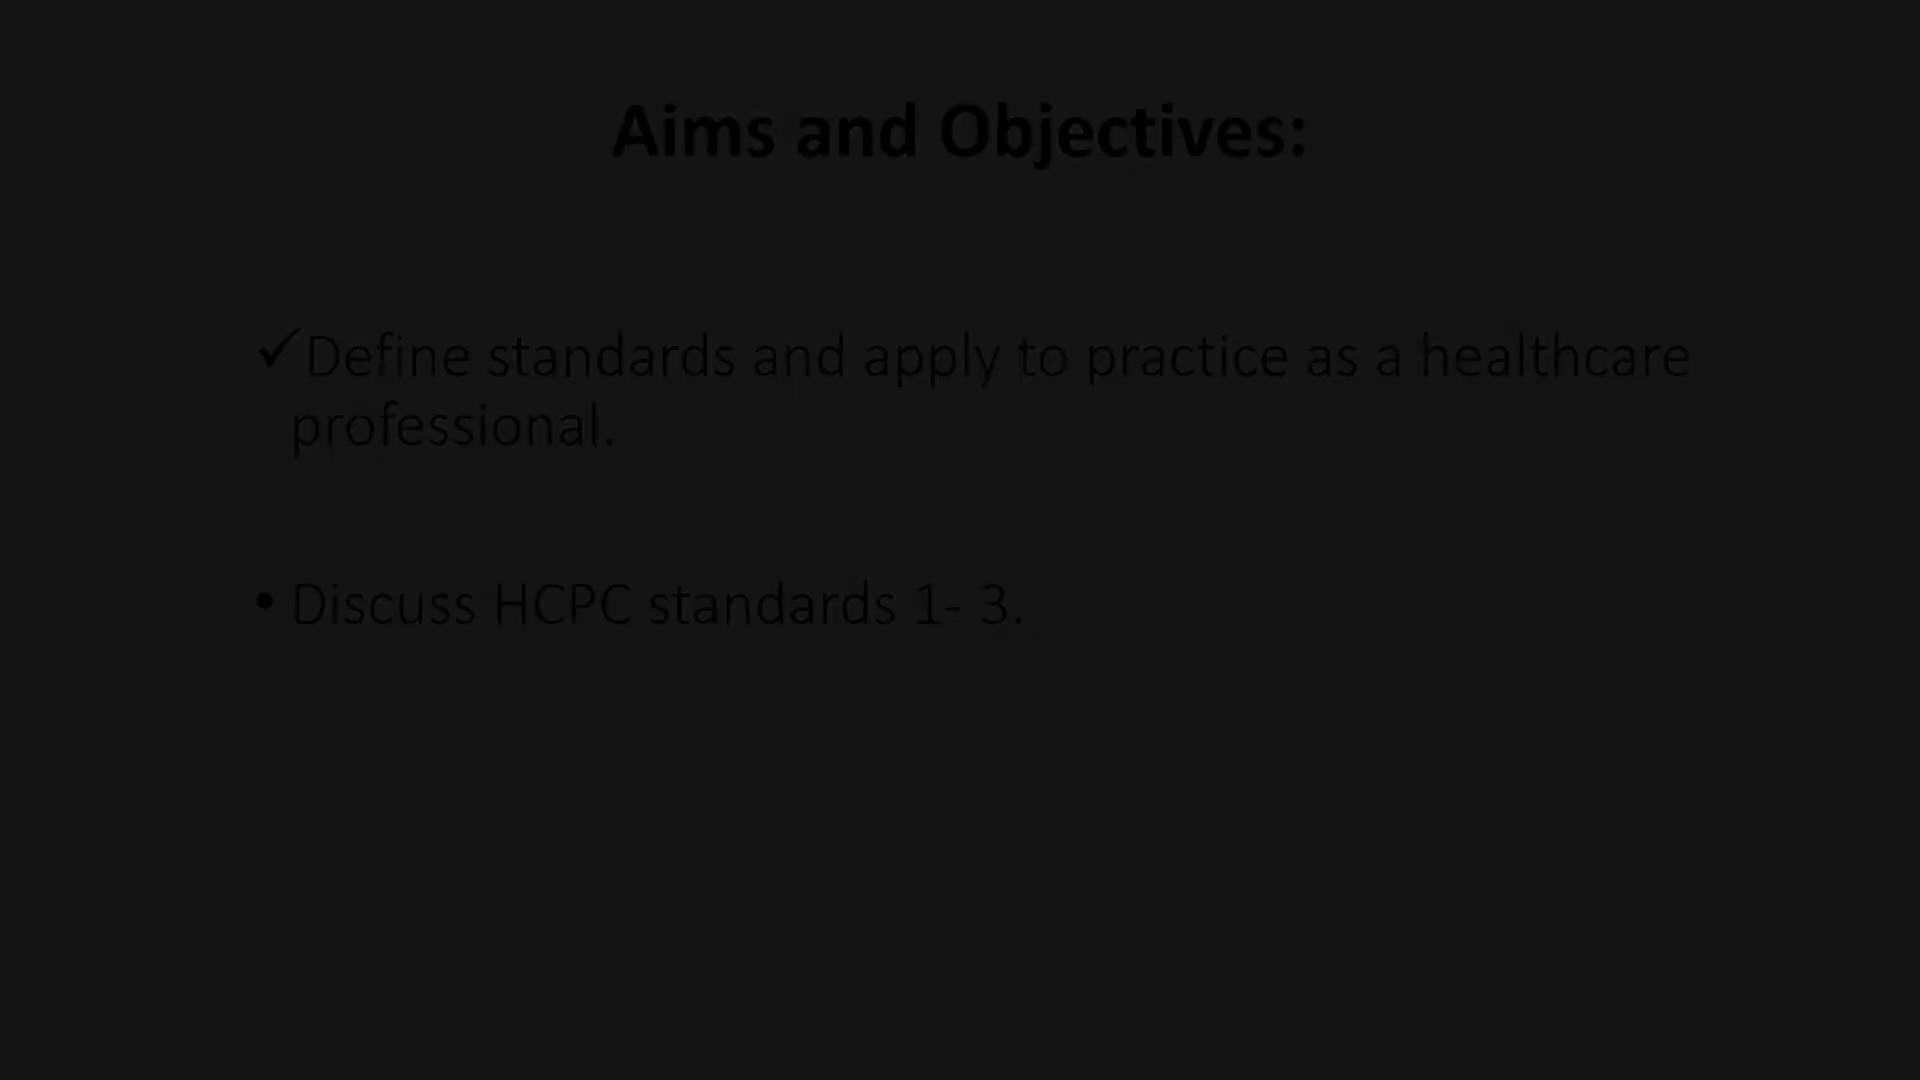 Aims and Objectives:
✓Define standards and apply to practice as a healthcare
professional.
• Discuss HCPC standards 1- 3.